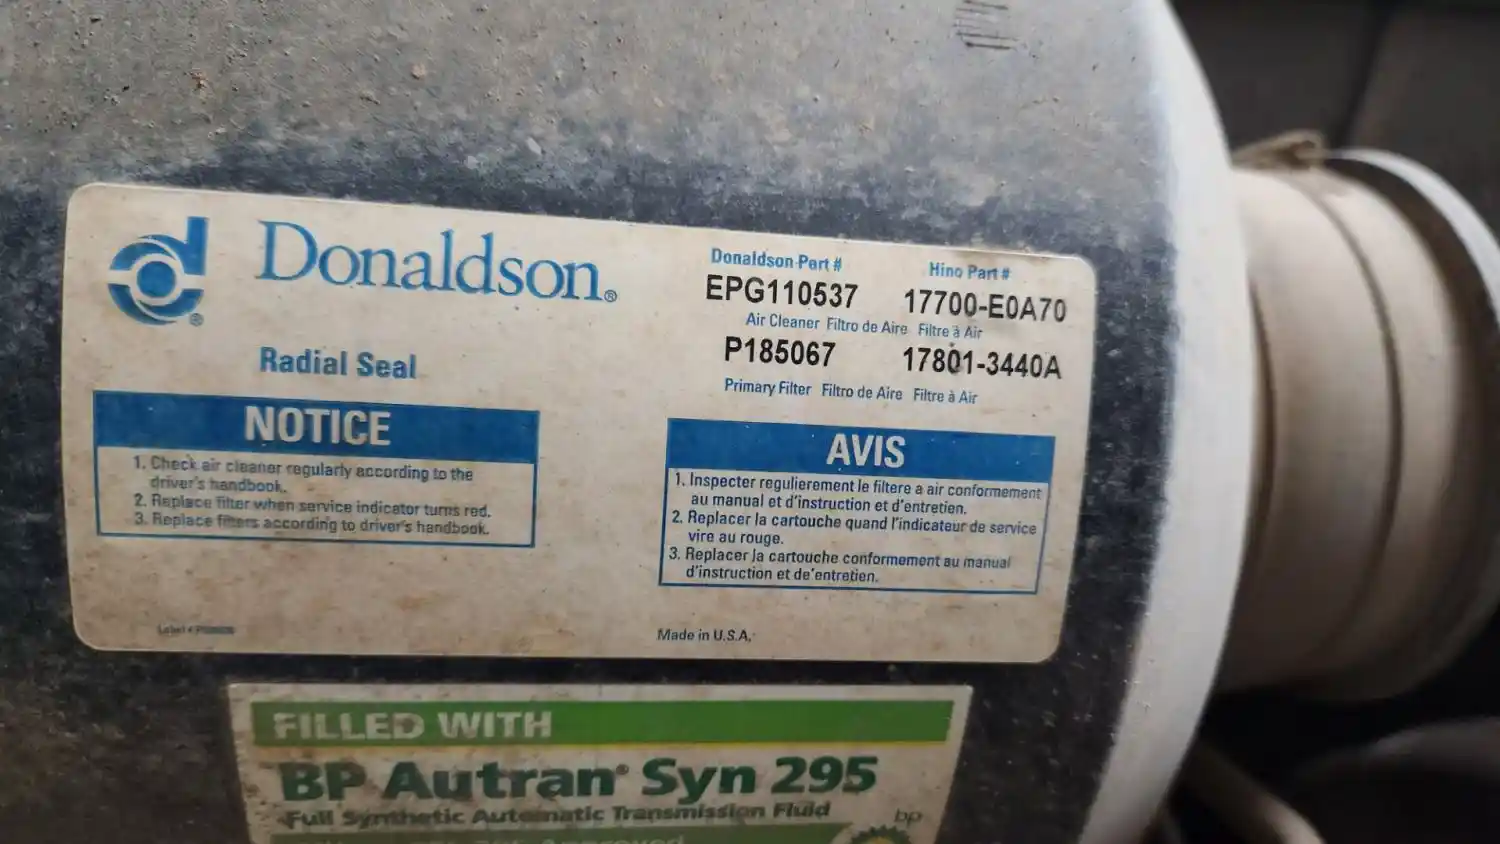 Donaldson®
Radial Seal
Donaldson Part # Hino Part #
EPG110537 17700-E0A70
Air Cleaner Filtro de Aire Filtre à Air
P185067 17801-3440A
Primary Filter Filtro de Aire Filtre à Air
NOTICE
1. Check air cleaner regularly according to the
driver's handbook.
2. Replace filter when service indicator turns red.
3. Replace filters according to driver's handbook.
AVIS
1. Inspecter regulierement le filtere a air conformement
au manual et d'instruction et d'entretien.
2. Replacer la cartouche quand l'indicateur de service
vire au rouge.
3. Replacer la cartouche conformement au manual
d'instruction et de'entretien.
Label #
Made in U.S.A.
FILLED WITH
BP Autran® Syn 295
Full Synthetic Automatic Transmission Fluid
bp